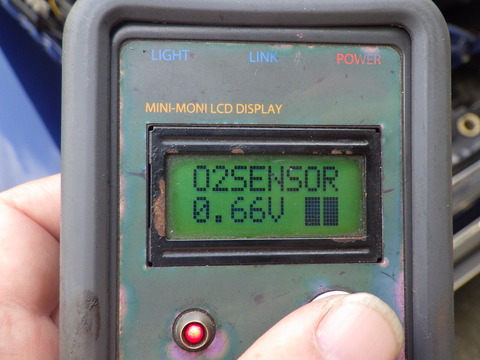 LIGHT LINK POWER
MINI-MONI LCD DISPLAY
O2SENSOR
0.66V